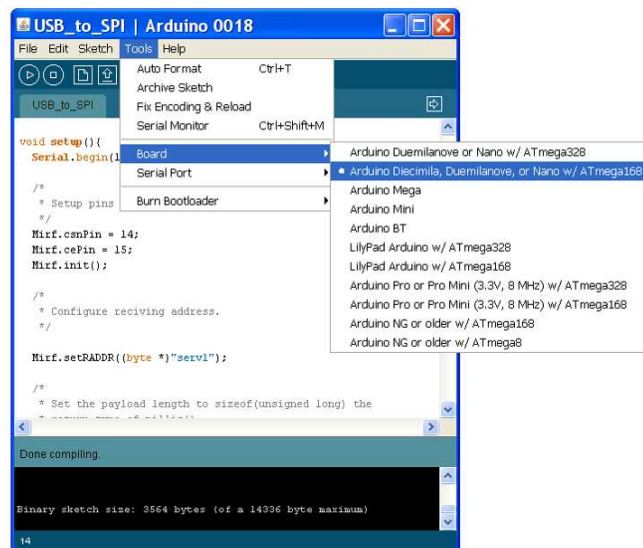 USB_to_SPI | Arduino 0018
File Edit Sketch Tools Help
Auto Format Ctrl+T
Archive Sketch
Fix Encoding & Reload
Serial Monitor Ctrl+Shift+M
Board
Serial Port
Burn Bootloader
Arduino Duemilanove or Nano w/ ATmega328
Arduino Diecimila, Duemilanove, or Nano w/ ATmega168
Arduino Mega
Arduino Mini
Arduino BT
LilyPad Arduino w/ ATmega328
LilyPad Arduino w/ ATmega168
Arduino Pro or Pro Mini (3.3V, 8 MHz) w/ ATmega328
Arduino Pro or Pro Mini (3.3V, 8 MHz) w/ ATmega168
Arduino NG or older w/ ATmega168
Arduino NG or older w/ ATmega8
USB_to_SPI
void setup(){
Serial.begin(
/*
* Setup pins
*/
Mirf.csnPin = 14;
Mirf.cePin = 15;
Mirf.init();
/*
* Configure reciving address.
*/
Mirf.setRADDR((byte *)"serv1");
/*
* Set the payload length to sizeof(unsigned long) the
Done compiling.
Binary sketch size: 3564 bytes (of a 14336 byte maximum)
14